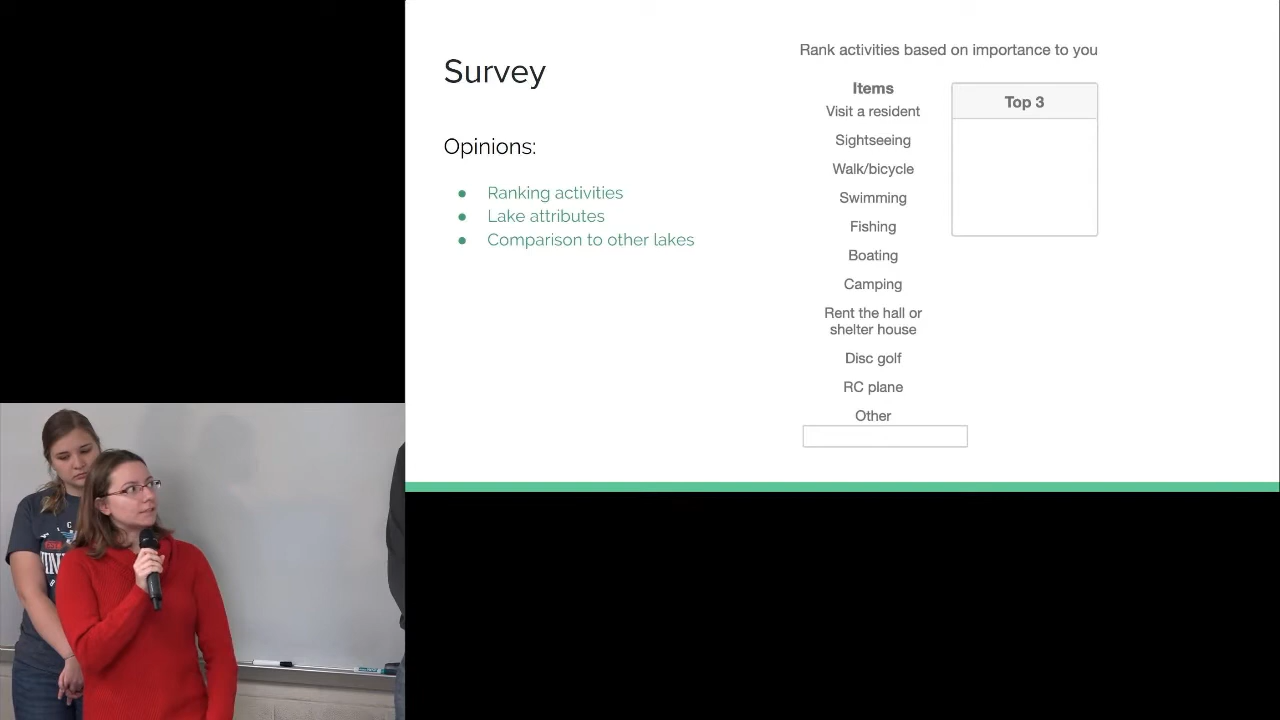 Survey
Opinions:
Ranking activities
Lake attributes
Comparison to other lakes
Rank activities based on importance to you
Items
Visit a resident
Sightseeing
Walk/bicycle
Swimming
Fishing
Boating
Camping
Rent the hall or
shelter house
Disc golf
RC plane
Other
Top 3